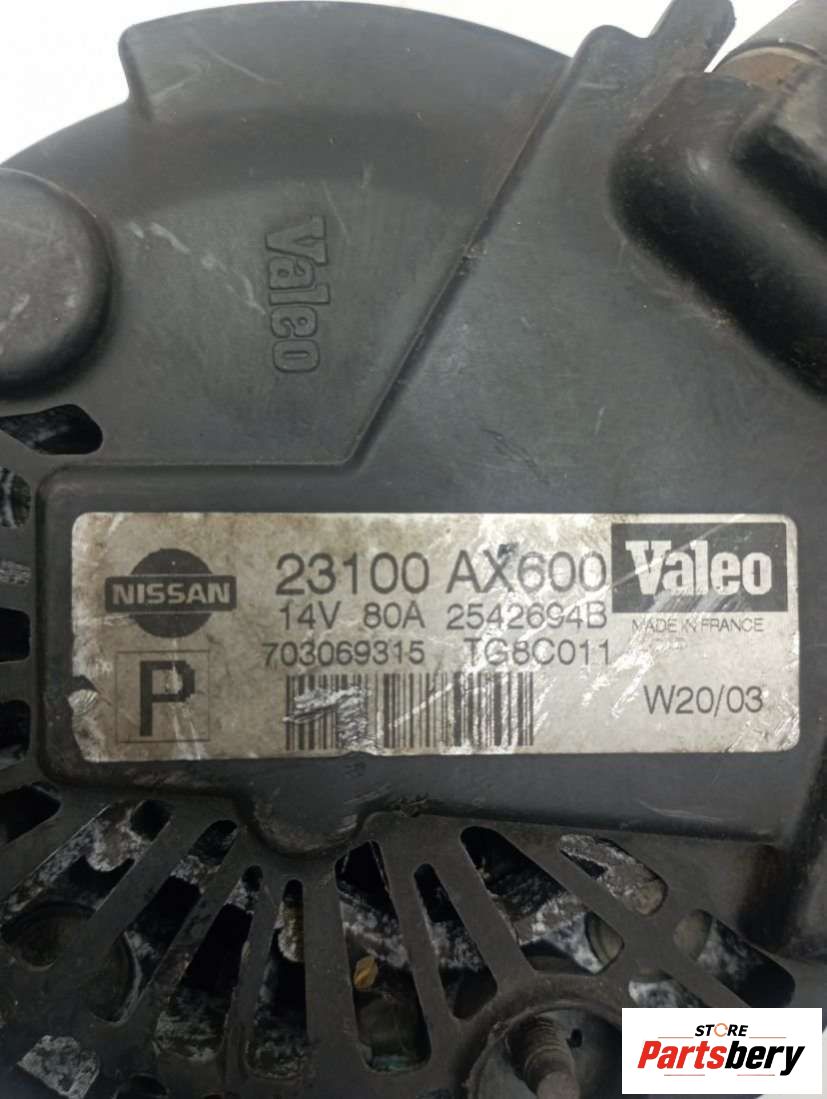 Valeo
NISSAN
23100 AX600
Valeo
14V 80A 2542694B
MADE IN FRANCE
703069315 TG8C011
P
W20/03
STORE
Partsbery